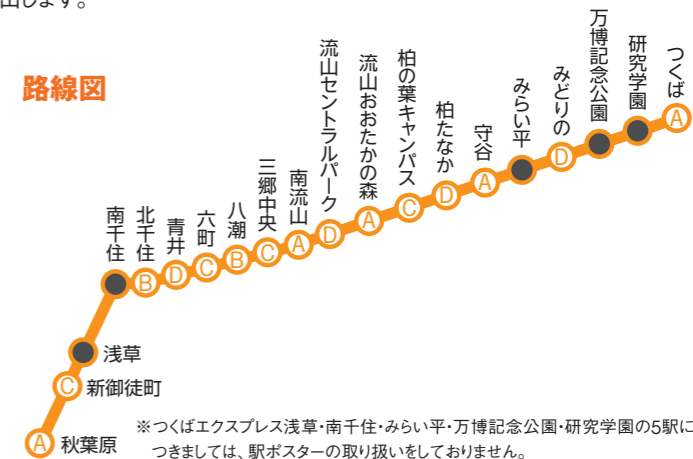 出します。
路線図
つくば
研究学園
万博記念公園
みどりの
みらい平
守谷
柏たなか
柏の葉キャンパス
流山おおたかの森
流山セントラルパーク
南流山
三郷中央
八潮
六町
青井
北千住
南千住
A
D
A
D
C
A
D
A
C
B
C
D
B
浅草
C 新御徒町
A 秋葉原
※つくばエクスプレス浅草・南千住・みらい平・万博記念公園・研究学園の5駅に
つきましては、駅ポスターの取り扱いをしておりません。